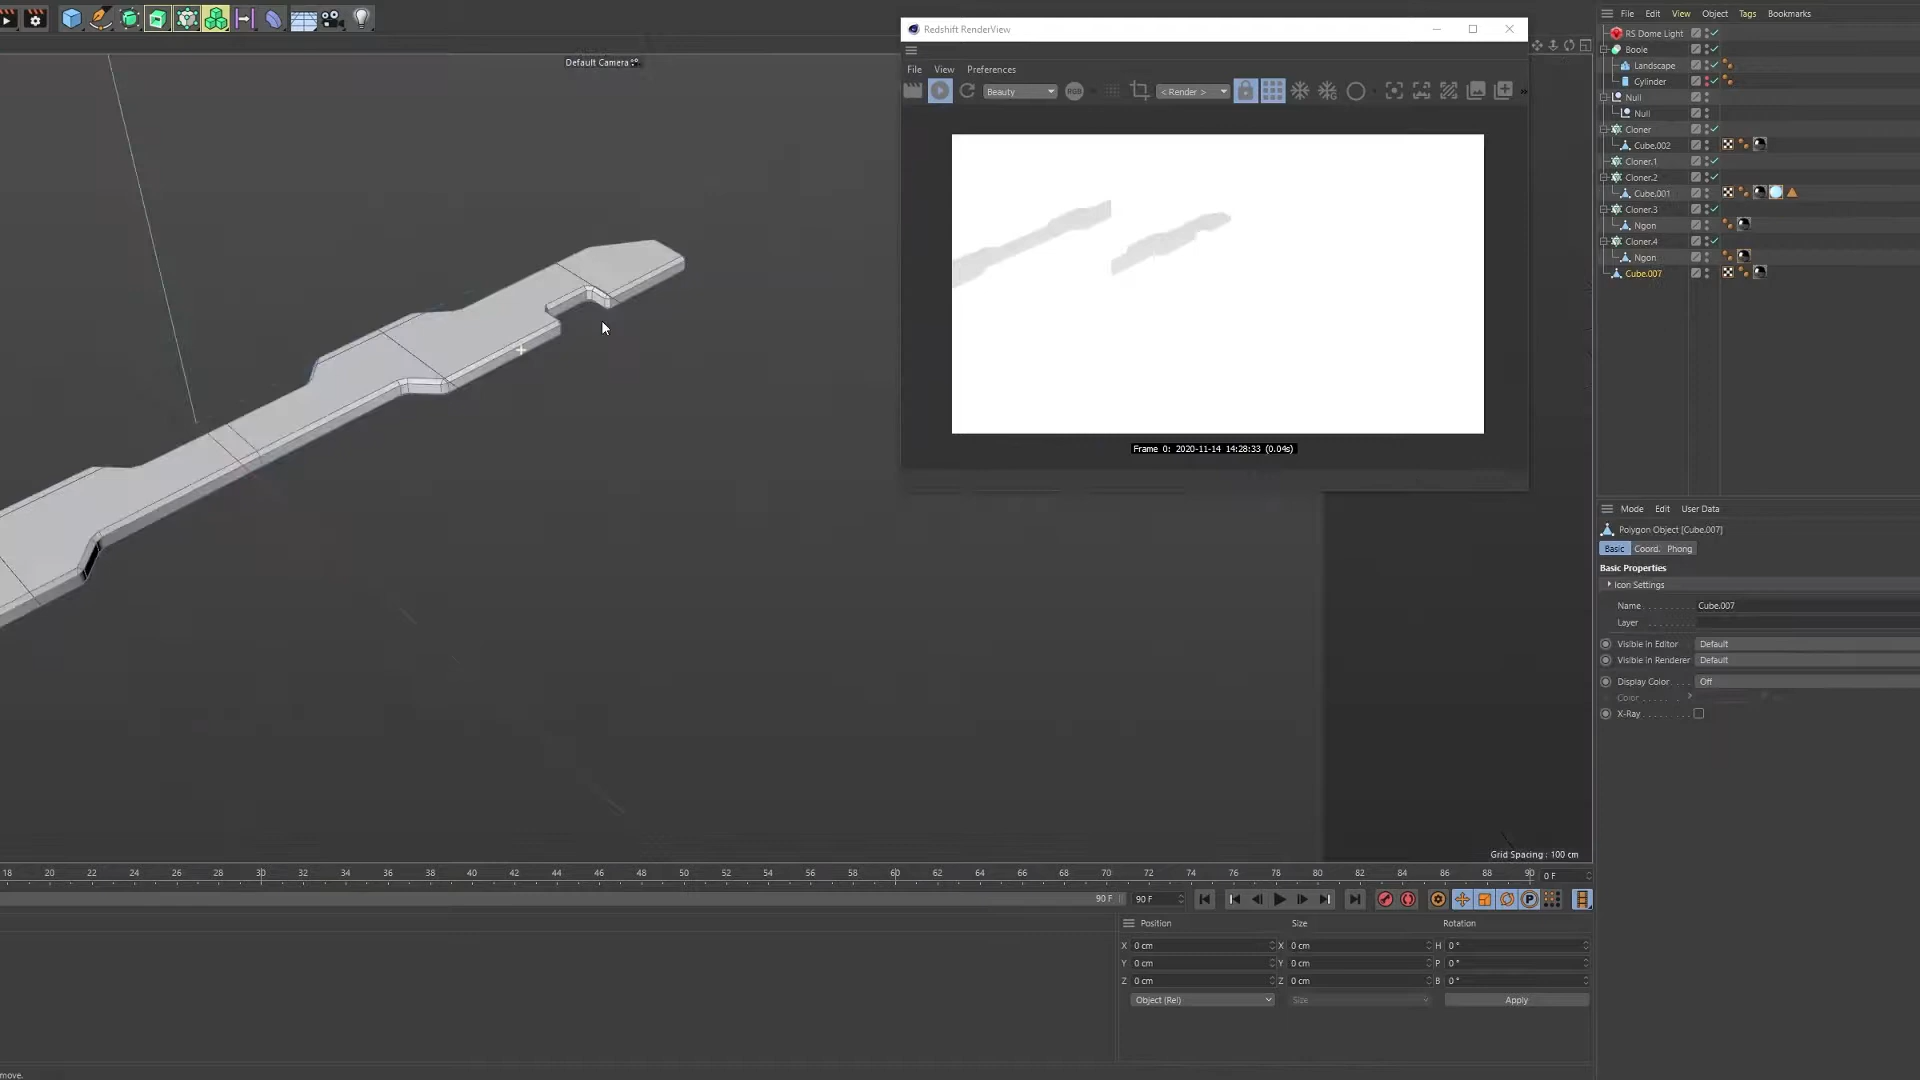 File Edit View Object Tags Bookmarks
Redshift RenderView
RS Dome Light
Boole
Default Camera
Landscape
File View Preferences
Cylinder
Beauty
RGB
< Render >
»
Null
Null
Cloner
Cube.002
Cloner.1
Cloner.2
Cube.001
Cloner.3
Ngon
Cloner.4
Ngon
Cube.007
Frame 0: 2020-11-14 14:28:33 (0.04s)
Mode Edit User Data
Polygon Object [Cube.007]
Basic Coord. Phong
Basic Properties
Icon Settings
Name . . . . . . . . . Cube.007
Layer . . . . . . . . .
Visible in Editor Default
Visible in Renderer Default
Display Color . . . . Off
Color . . . . . . . . .
X-Ray . . . . . . . . .
Grid Spacing : 100 cm
18 20 22 24 26 28 30 32 34 36 38 40 42 44 46 48 50 52 54 56 58 60 62 64 66 68 70 72 74 76 78 80 82 84 86 88 90 0 F
90 F 90 F
P
Position Size Rotation
X 0 cm X 0 cm H 0 °
Y 0 cm Y 0 cm P 0 °
Z 0 cm Z 0 cm B 0 °
Object (Rel) Size Apply
move.